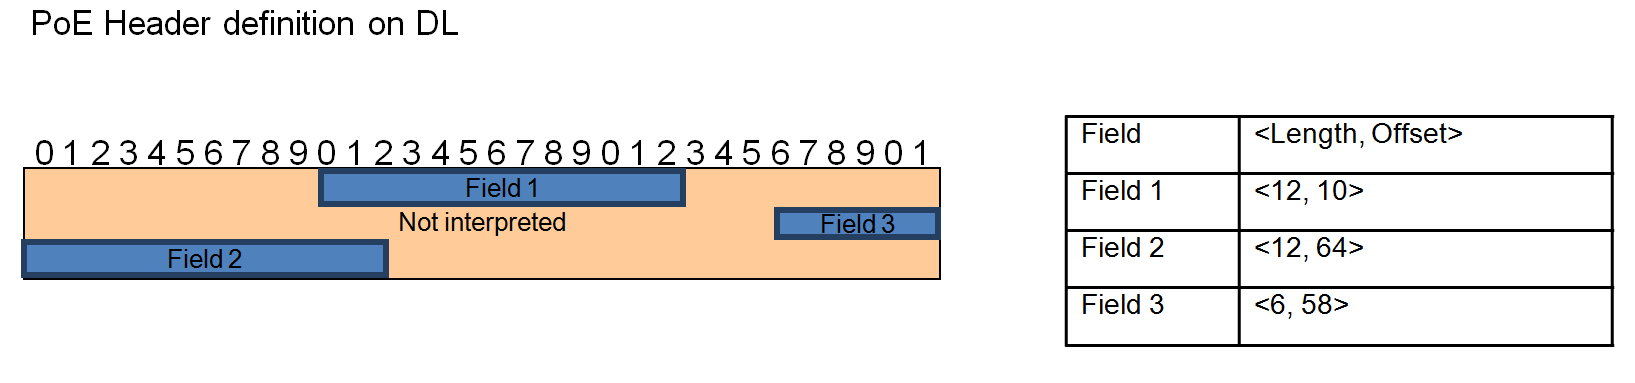 PoE Header definition on DL
0 1 2 3 4 5 6 7 8 9 0 1 2 3 4 5 6 7 8 9 0 1 2 3 4 5 6 7 8 9 0 1
Field 1
Not interpreted
Field 3
Field 2
Field <Length, Offset>
Field 1 <12, 10>
Field 2 <12, 64>
Field 3 <6, 58>